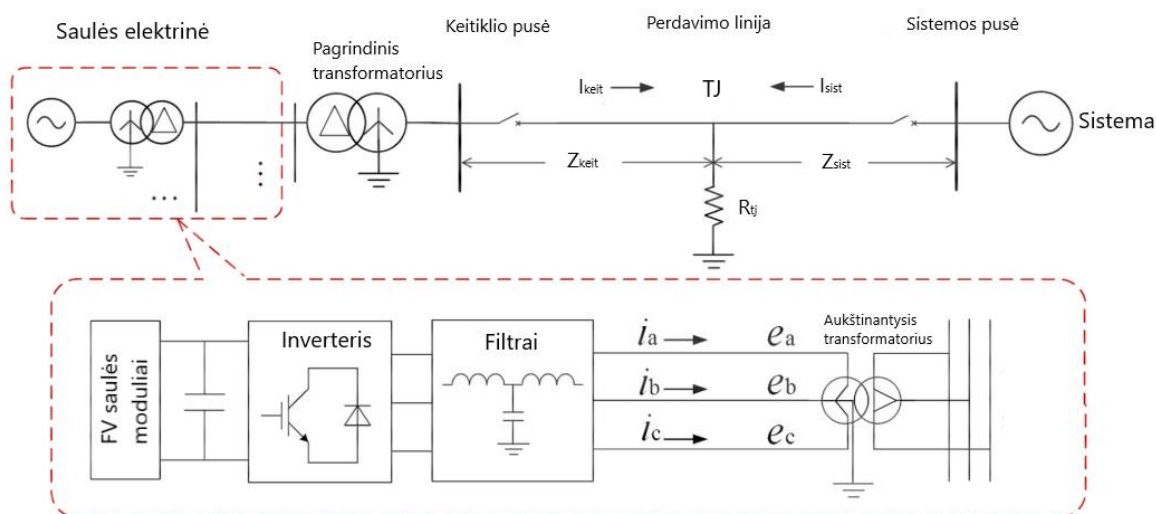 Saulės elektrinė
Pagrindinis
transformatorius
Keitiklio pusė
Perdavimo linija
Sistemos pusė
Ikeit
TJ
Isist
Sistema
Zkeit
Zsist
Rtj
...
...
FV saulės
moduliai
Inverteris
Filtrai
ia
ea
ib
eb
ic
ec
Aukštinantysis
transformatorius